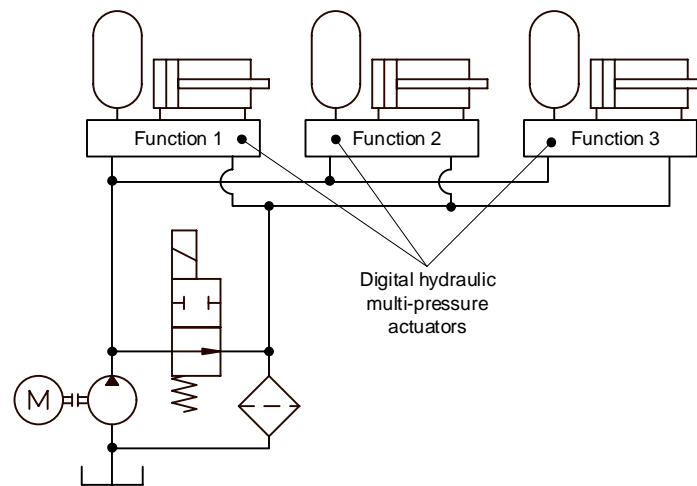 Function 1
Function 2
Function 3
Digital hydraulic
multi-pressure
actuators
M